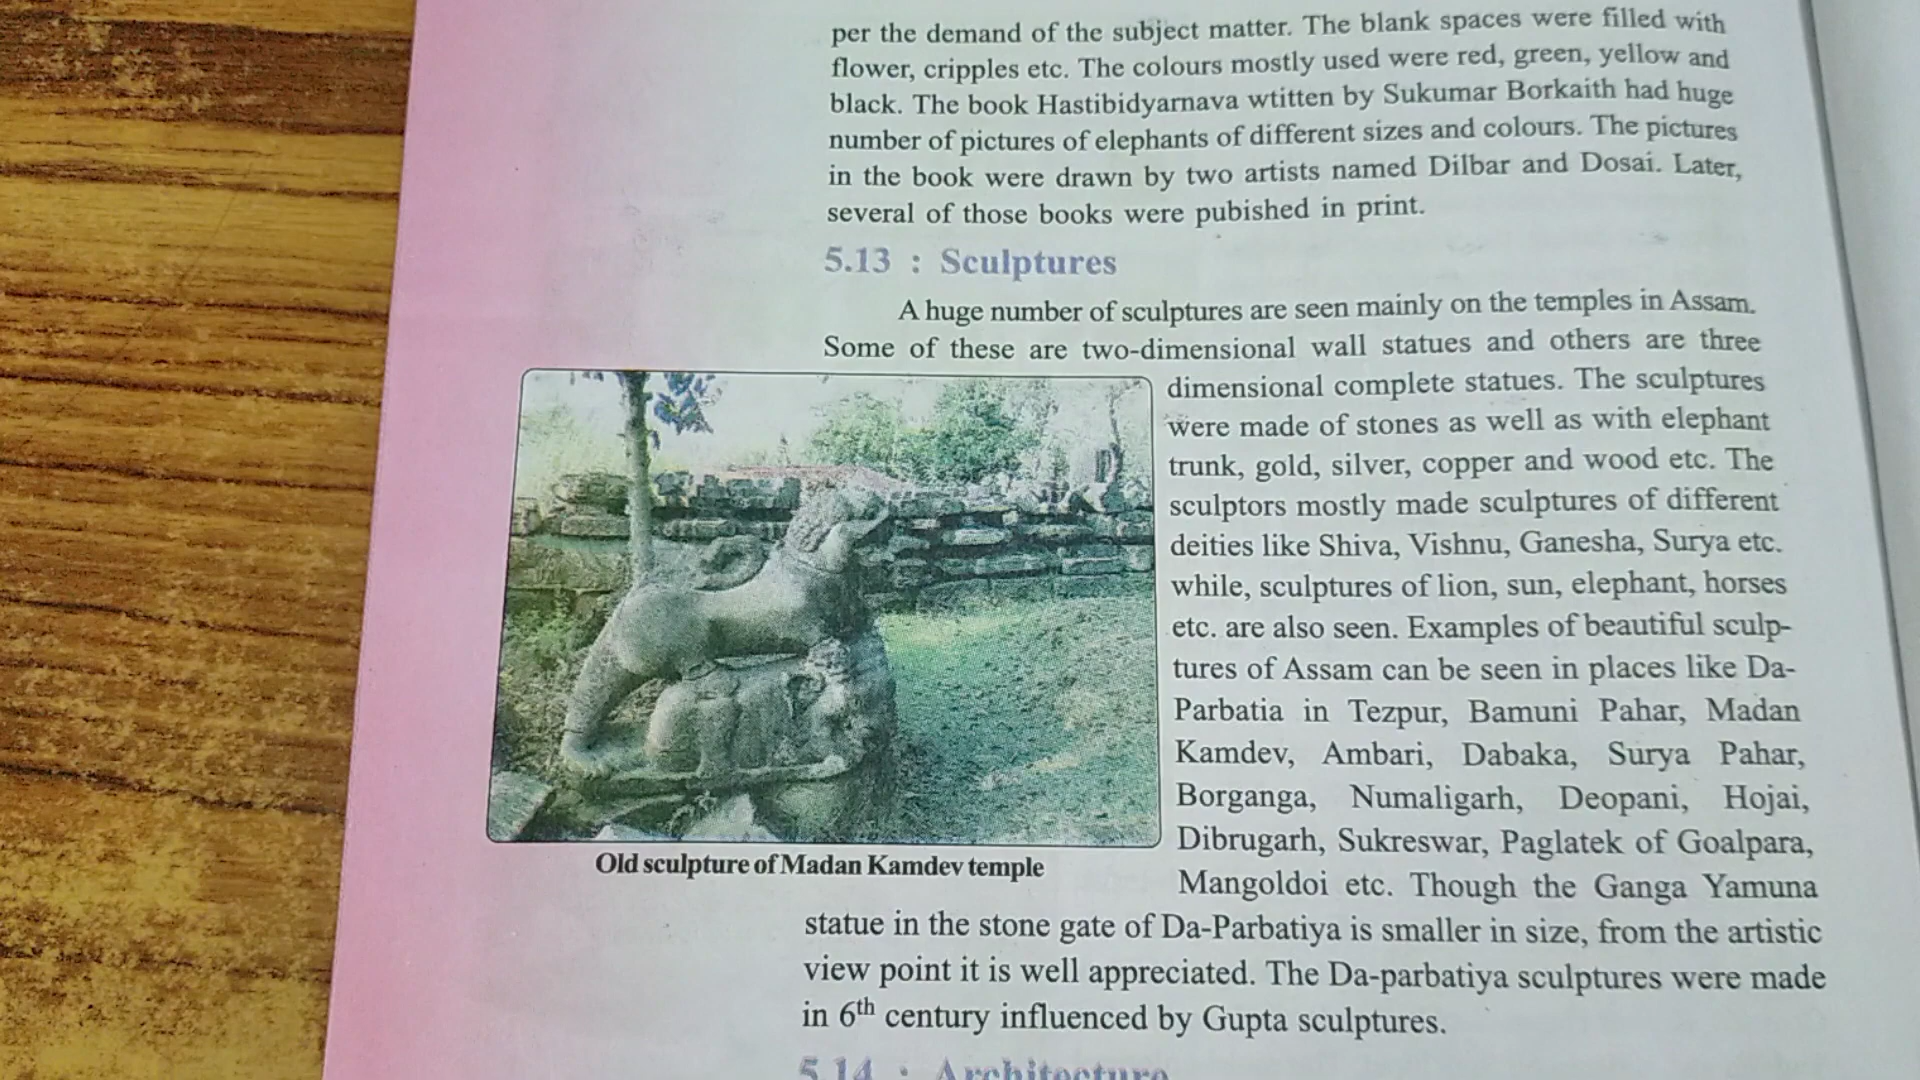 per the demand of the subject matter. The blank spaces were filled with
flower, cripples etc. The colours mostly used were red, green, yellow and
black. The book Hastibidyarnava wtitten by Sukumar Borkaith had huge
number of pictures of elephants of different sizes and colours. The pictures
in the book were drawn by two artists named Dilbar and Dosai. Later,
several of those books were pubished in print.
5.13 : Sculptures
A huge number of sculptures are seen mainly on the temples in Assam.
Some of these are two-dimensional wall statues and others are three
dimensional complete statues. The sculptures
were made of stones as well as with elephant
trunk, gold, silver, copper and wood etc. The
sculptors mostly made sculptures of different
deities like Shiva, Vishnu, Ganesha, Surya etc.
while, sculptures of lion, sun, elephant, horses
etc. are also seen. Examples of beautiful sculp-
tures of Assam can be seen in places like Da-
Parbatia in Tezpur, Bamuni Pahar, Madan
Kamdev, Ambari, Dabaka, Surya Pahar,
Borganga, Numaligarh, Deopani, Hojai,
Dibrugarh, Sukreswar, Paglatek of Goalpara,
Mangoldoi etc. Though the Ganga Yamuna
Old sculpture of Madan Kamdev temple
statue in the stone gate of Da-Parbatiya is smaller in size, from the artistic
view point it is well appreciated. The Da-parbatiya sculptures were made
in 6th century influenced by Gupta sculptures.
5.14 : Architecture